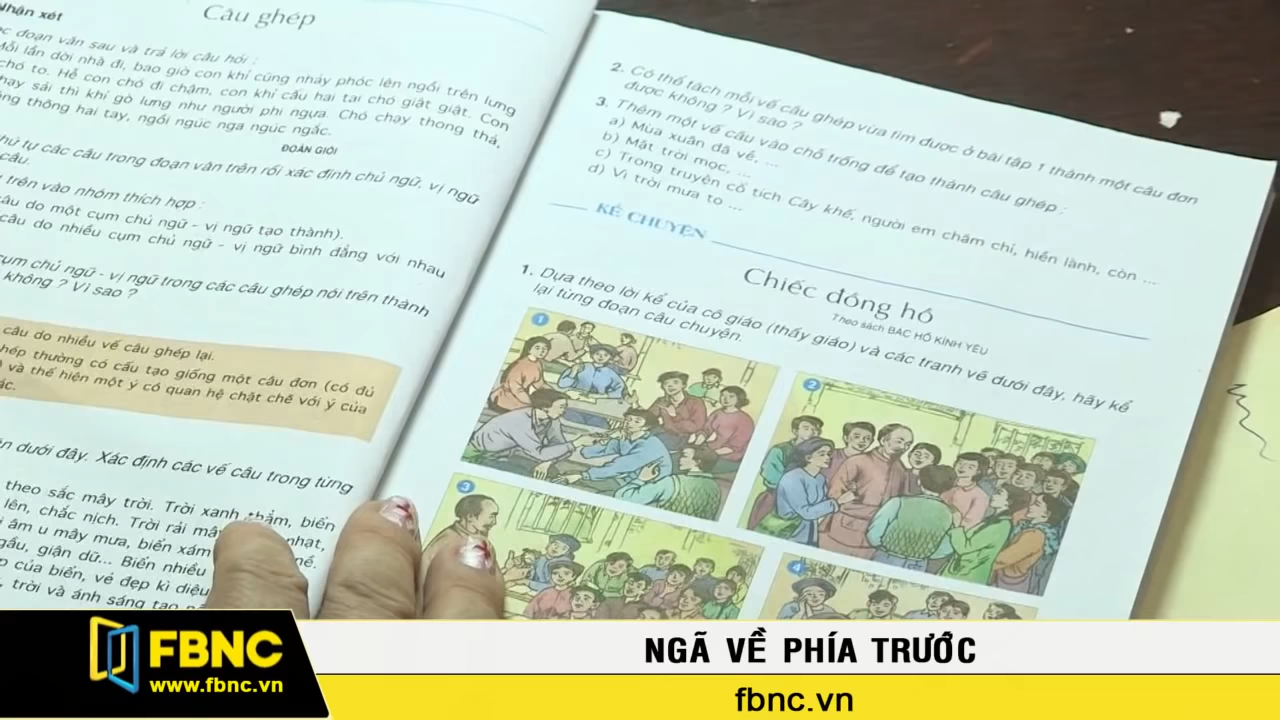 Nhận xét
Câu ghép
đoạn văn sau và trả lời câu hỏi :
Mỗi lần dời nhà đi, bao giờ con khỉ cũng nhảy phóc lên ngồi trên lưng
chó to. Hễ con chó đi chậm, con khỉ cấu hai tai chó giật giật. Con
chạy sải thì khỉ gò lưng như người phi ngựa. Chó chạy thong thả,
thõng hai tay, ngồi ngúc nga ngúc ngắc.
ĐOÀN GIỎI
tự các câu trong đoạn văn trên rồi xác định chủ ngữ, vị ngữ
câu.
trên vào nhóm thích hợp :
câu do một cụm chủ ngữ - vị ngữ tạo thành).
câu do nhiều cụm chủ ngữ - vị ngữ bình đẳng với nhau
cụm chủ ngữ - vị ngữ trong các câu ghép nói trên thành
không ? Vì sao ?
câu do nhiều vế câu ghép lại.
thường có cấu tạo giống một câu đơn (có đủ
và thể hiện một ý có quan hệ chặt chẽ với ý của
dưới đây. Xác định các vế câu trong từng
theo sắc mây trời. Trời xanh thẳm, biển
lên, chắc nịch. Trời rải nhạt,
âm u mây mưa, biển xám
giận dữ... Biển nhiều
của biển, vẻ đẹp kì diệu
trời và ánh sáng tạo
2. Có thể tách mỗi vế câu ghép vừa tìm được ở bài tập 1 thành một câu đơn
được không ? Vì sao ?
3. Thêm một vế câu vào chỗ trống để tạo thành câu ghép :
a) Mùa xuân đã về, ...
b) Mặt trời mọc, ...
c) Trong truyện cổ tích Cây khế, người em chăm chỉ, hiền lành, còn ...
d) Vì trời mưa to ...
KỂ CHUYỆN
Chiếc đồng hồ
Theo sách BÁC HỒ KÍNH YÊU
1. Dựa theo lời kể của cô giáo (thầy giáo) và các tranh vẽ dưới đây, hãy kể
lại từng đoạn câu chuyện.
1
2
3
4
FBNC
www.fbnc.vn
NGÃ VỀ PHÍA TRƯỚC
fbnc.vn